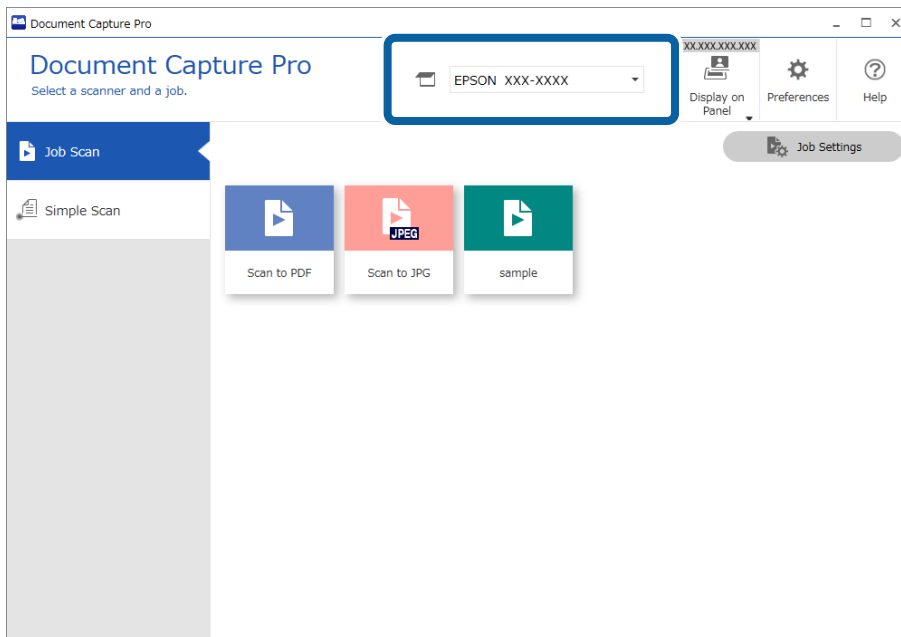 Document Capture Pro
Document Capture Pro
Select a scanner and a job.
EPSON XXX-XXXX
XX.XXX.XXX.XXX
Display on
Panel
Preferences
Help
Job Scan
Job Settings
Simple Scan
JPEG
Scan to PDF
Scan to JPG
sample